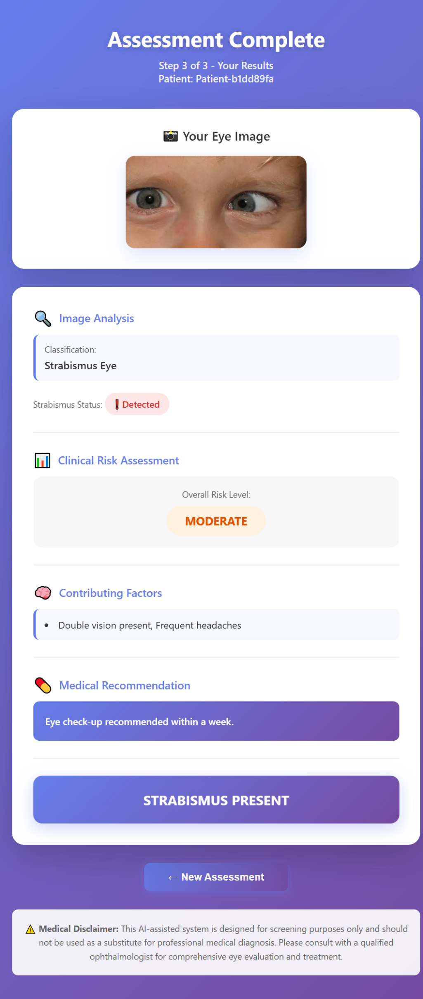 Assessment Complete
Step 3 of 3 - Your Results
Patient: Patient-b1dd89fa
📸 Your Eye Image
🔍 Image Analysis
Classification:
Strabismus Eye
Strabismus Status: ❗ Detected
📊 Clinical Risk Assessment
Overall Risk Level:
MODERATE
🧠 Contributing Factors
• Double vision present, Frequent headaches
💊 Medical Recommendation
Eye check-up recommended within a week.
STRABISMUS PRESENT
← New Assessment
⚠ Medical Disclaimer: This AI-assisted system is designed for screening purposes only and should
not be used as a substitute for professional medical diagnosis. Please consult with a qualified
ophthalmologist for comprehensive eye evaluation and treatment.